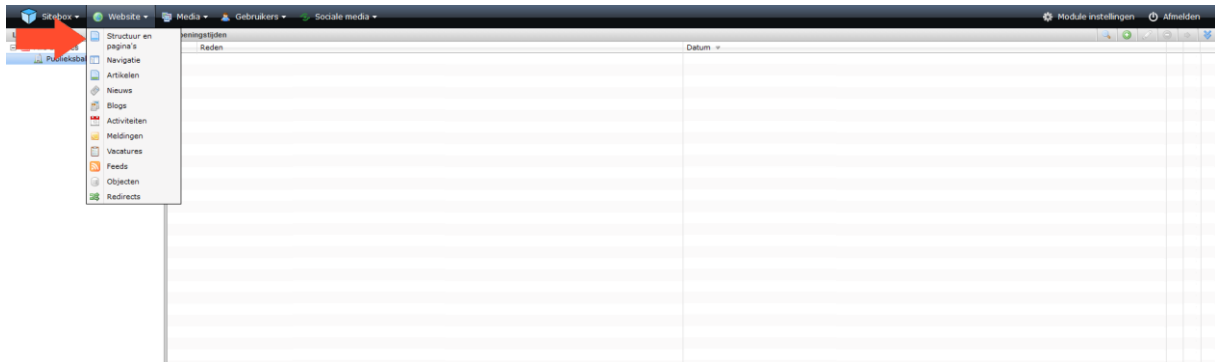 Sitebox Website Media Gebruikers Sociale media Module instellingen Afmelden
Structuur en
pagina's
Reden Datum
Navigatie
Artikelen
Nieuws
Blogs
Activiteiten
Meldingen
Vacatures
Feeds
Objecten
Redirects